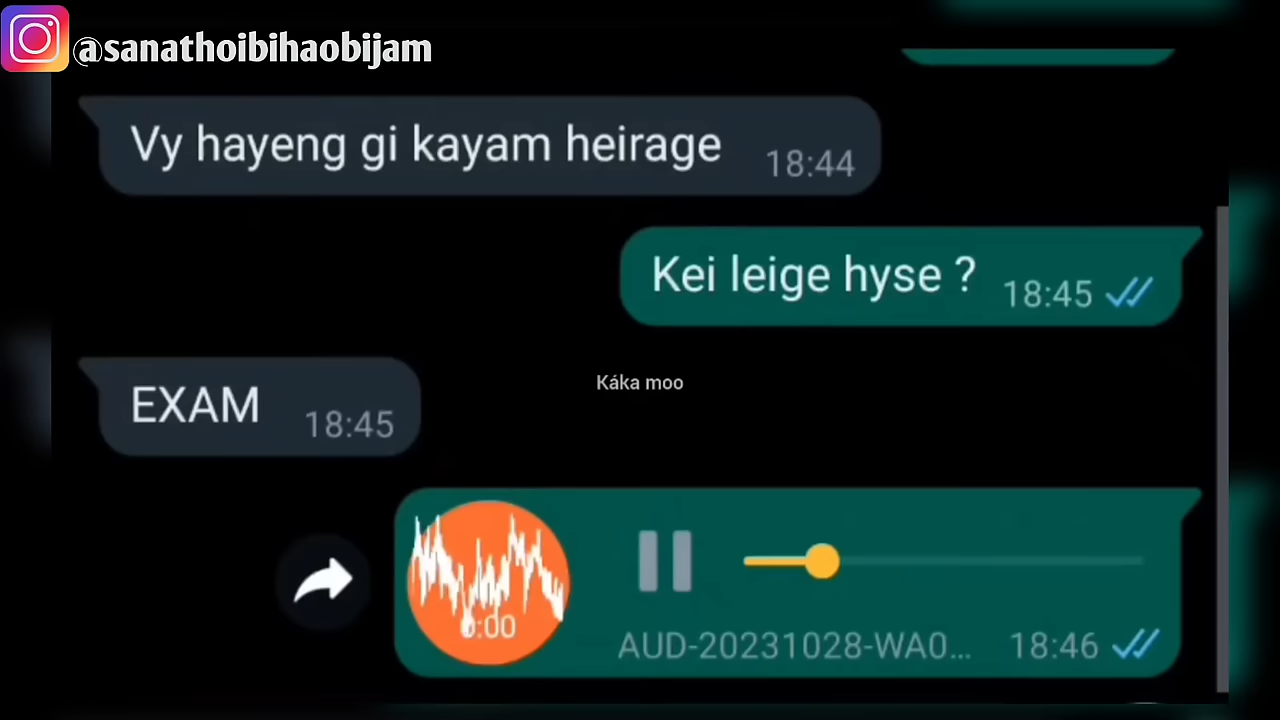 @sanathoibihaobijam
Vy hayeng gi kayam heirage 18:44
Kei leige hyse ? 18:45
Káka moo
EXAM 18:45
0:00
AUD-20231028-WA0... 18:46